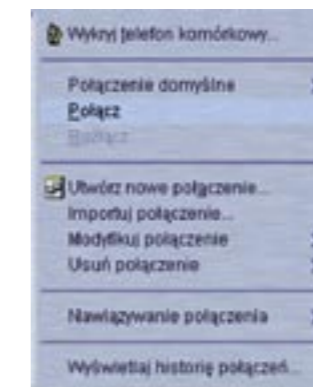 Wykryj telefon komórkowy...
Połączenie domyślne
Połącz
Rozłącz
Utwórz nowe połączenie...
Importuj połączenie...
Modyfikuj połączenie
Usuń połączenie
Nawiązywanie połączenia
Wyświetlaj historię połączeń...